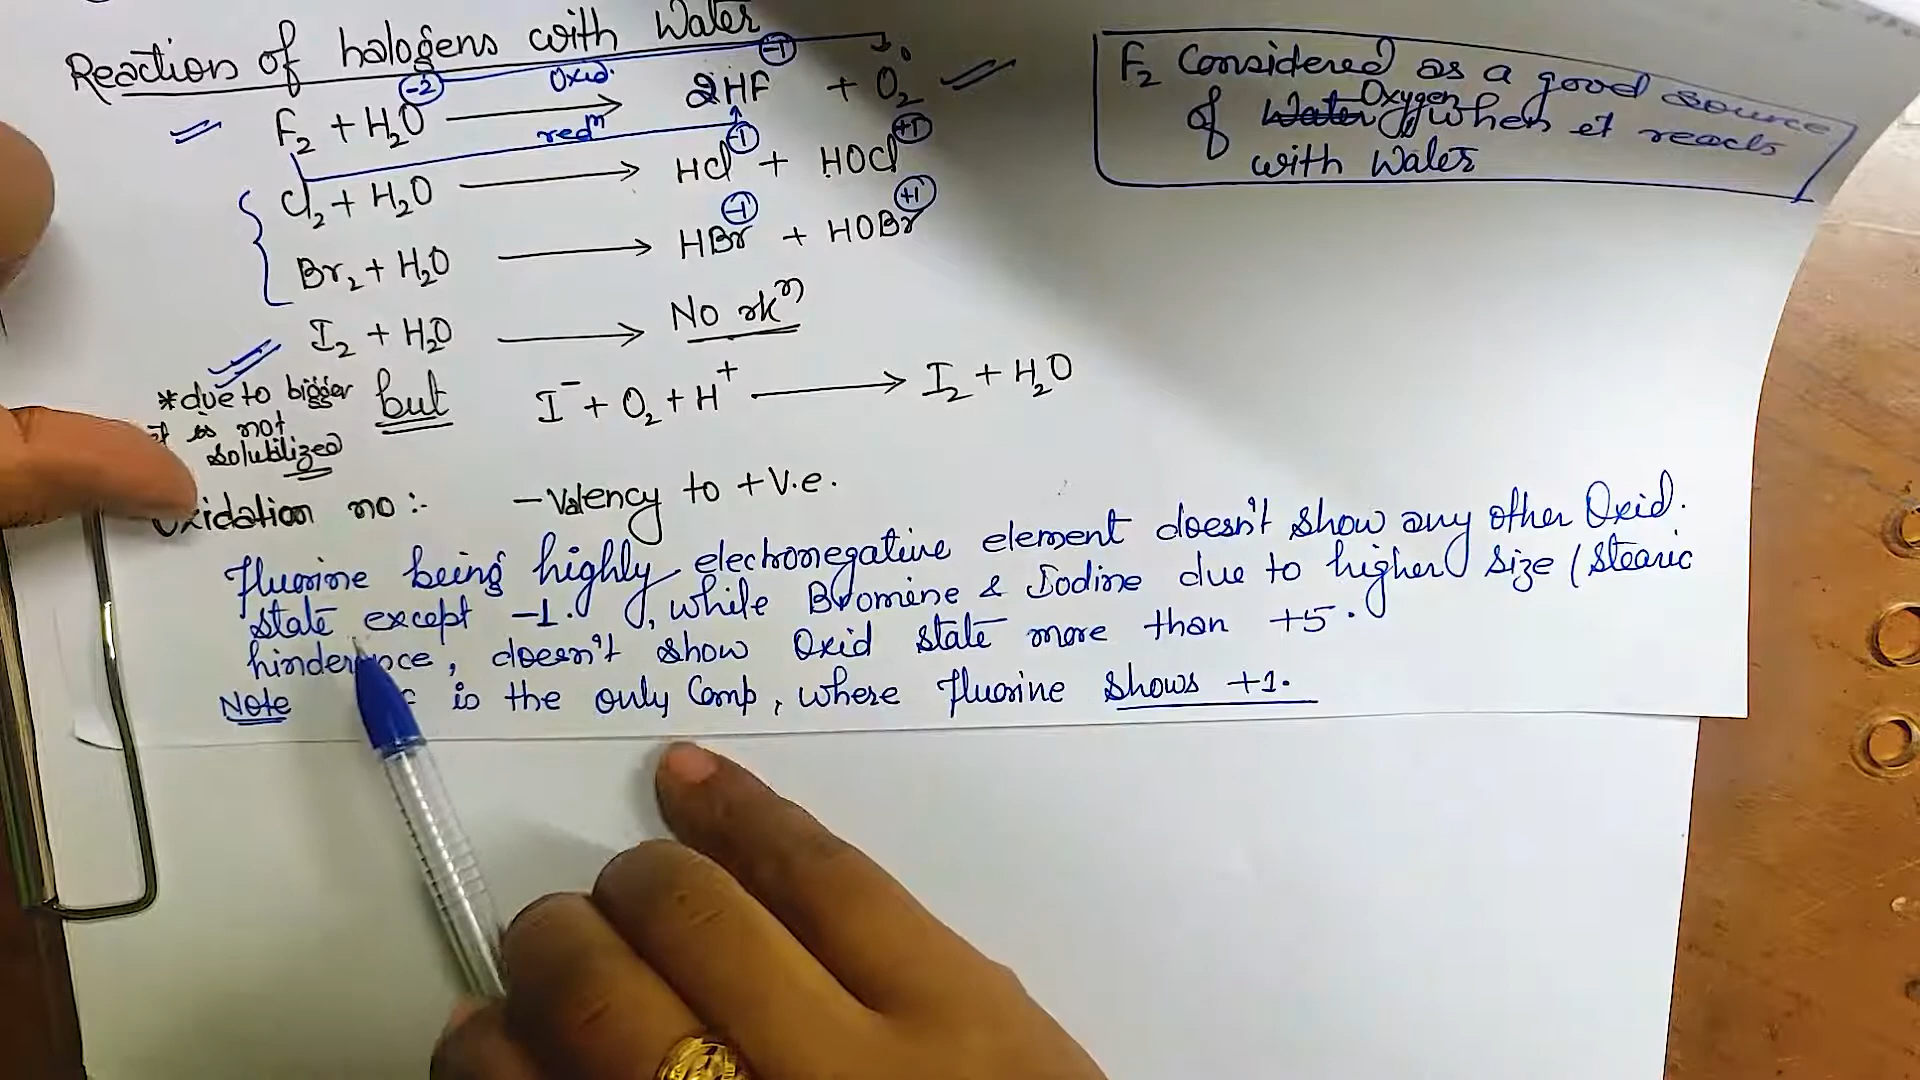 Reaction of halogens with Water
F₂ + H₂O⁻² —Oxid. redⁿ→ 2HF⁻¹ + O₂⁰
F₂ Considered as a good source
of Oxygen when it reacts
with Water
Cl₂ + H₂O ⟶ HCl⁻¹ + HOCl⁺¹
Br₂ + H₂O ⟶ HBr⁻¹ + HOBr⁺¹
I₂ + H₂O ⟶ No rkⁿ
*due to bigger
it is not
solubilized
but I⁻ + O₂ + H⁺ ⟶ I₂ + H₂O
Oxidation no :- - Valency to + V.e.
Fluorine being highly electronegative element doesn't show any other Oxid.
state except -1. , while Bromine & Iodine due to higher size (stearic
hinderence, doesn't show Oxid state more than +5.
Note is the only Comp, where fluorine shows +1.